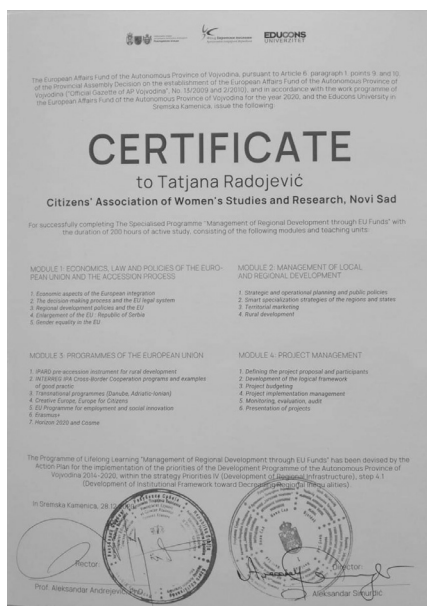 EDUCONS
UNIVERZITET
The European Affairs Fund of the Autonomous Province of Vojvodina, pursuant to Article 6. paragraph 1. points 9. and 11)
of the Provincial Assembly Decision on the establishment of the European Affairs Fund of the Autonomous Province of
Vojvodina ("Official Gazette of AP Vojvodina", No. 13/2009 and 2/2010), and in accordance with the work programme of
the European Affairs Fund of the Autonomous Province of Vojvodina for the year 2020, and the Educons University in
Sremska Kamenica, issue the following:
CERTIFICATE
to Tatjana Radojević
Citizens' Association of Women's Studies and Research, Novi Sad
For successfully completing The Specialised Programme "Management of Regional Development through EU Funds" with
the duration of 200 hours of active study, consisting of the following modules and teaching units:
MODULE 1: ECONOMICS, LAW AND POLICIES OF THE EURO-
PEAN UNION AND THE ACCESSION PROCESS
1. Economic aspects of the European integration
2. The decision making process and the EU legal system
3. Regional development policies and the EU
4. Enlargement of the EU - Republic of Serbia
5. Gender equality in the EU
MODULE 2: MANAGEMENT OF LOCAL
AND REGIONAL DEVELOPMENT
1. Strategic and operational planning and public policies
2. Smart specialization strategies of the regions and states
3. Territorial marketing
4. Rural development
MODULE 3: PROGRAMMES OF THE EUROPEAN UNION
1. IPARD pre-accession instrument for rural development
2. INTERREG IPA Cross-Border Cooperation programs and examples
of good practic
3. Transnational programmes (Danube, Adriatic-Ionian)
4. Creative Europe, Europe for Citizens
5. EU Programme for employment and social innovation
6. Erasmus+
7. Horizon 2020 and Cosme
MODULE 4: PROJECT MANAGEMENT
1. Defining the project proposal and participants
2. Development of the logical framework
3. Project budgeting
4. Project implementation management
5. Monitoring, evaluation, audit
6. Presentation of projects
The Programme of Lifelong Learning "Management of Regional Development through EU Funds" has been devised by the
Action Plan for the implementation of the priorities of the Development Programme of the Autonomous Province of
Vojvodina 2014-2020, within the strategy Priorities IV (Development of Regional Infrastructure), step 4.1
(Development of Institutional Framework toward Decreasing Regional Inequalities).
In Sremska Kamenica, 28.12
Rector:
Prof. Aleksandar Andrejević, PhD
Director:
Aleksandar Simurdić